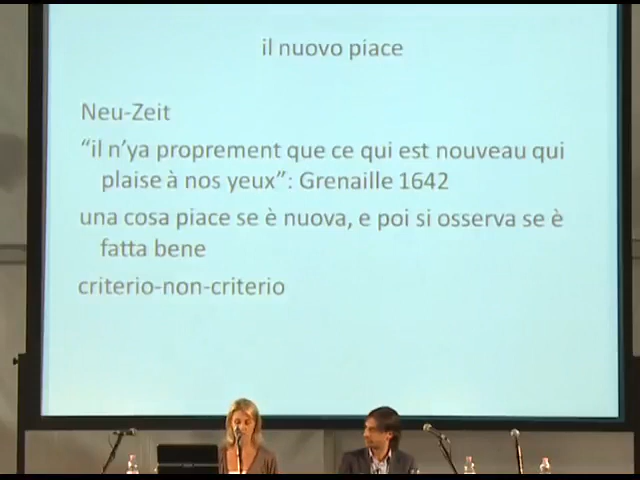 il nuovo piace
Neu-Zeit
“il n’ya proprement que ce qui est nouveau qui
plaise à nos yeux”: Grenaille 1642
una cosa piace se è nuova, e poi si osserva se è
fatta bene
criterio-non-criterio